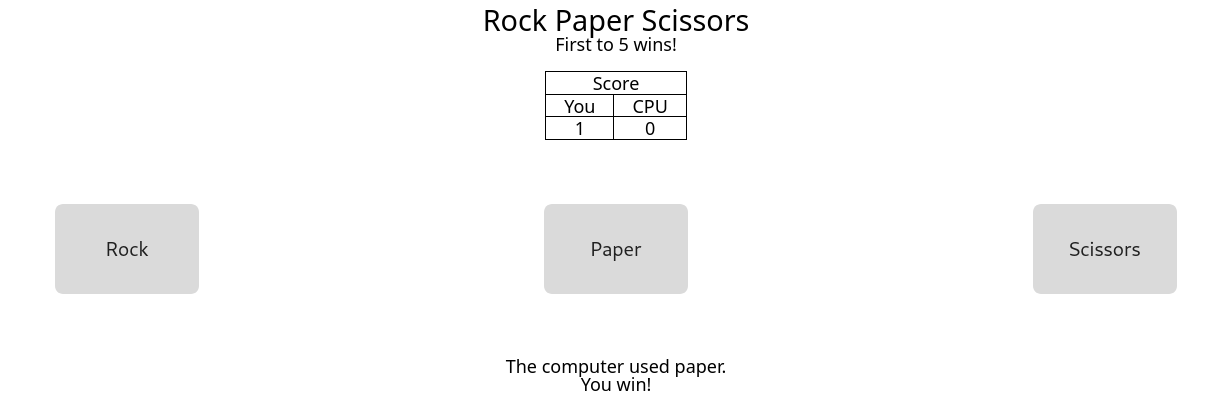 Rock Paper Scissors
First to 5 wins!
Score
You CPU
1 0
Rock Paper Scissors
The computer used paper.
You win!